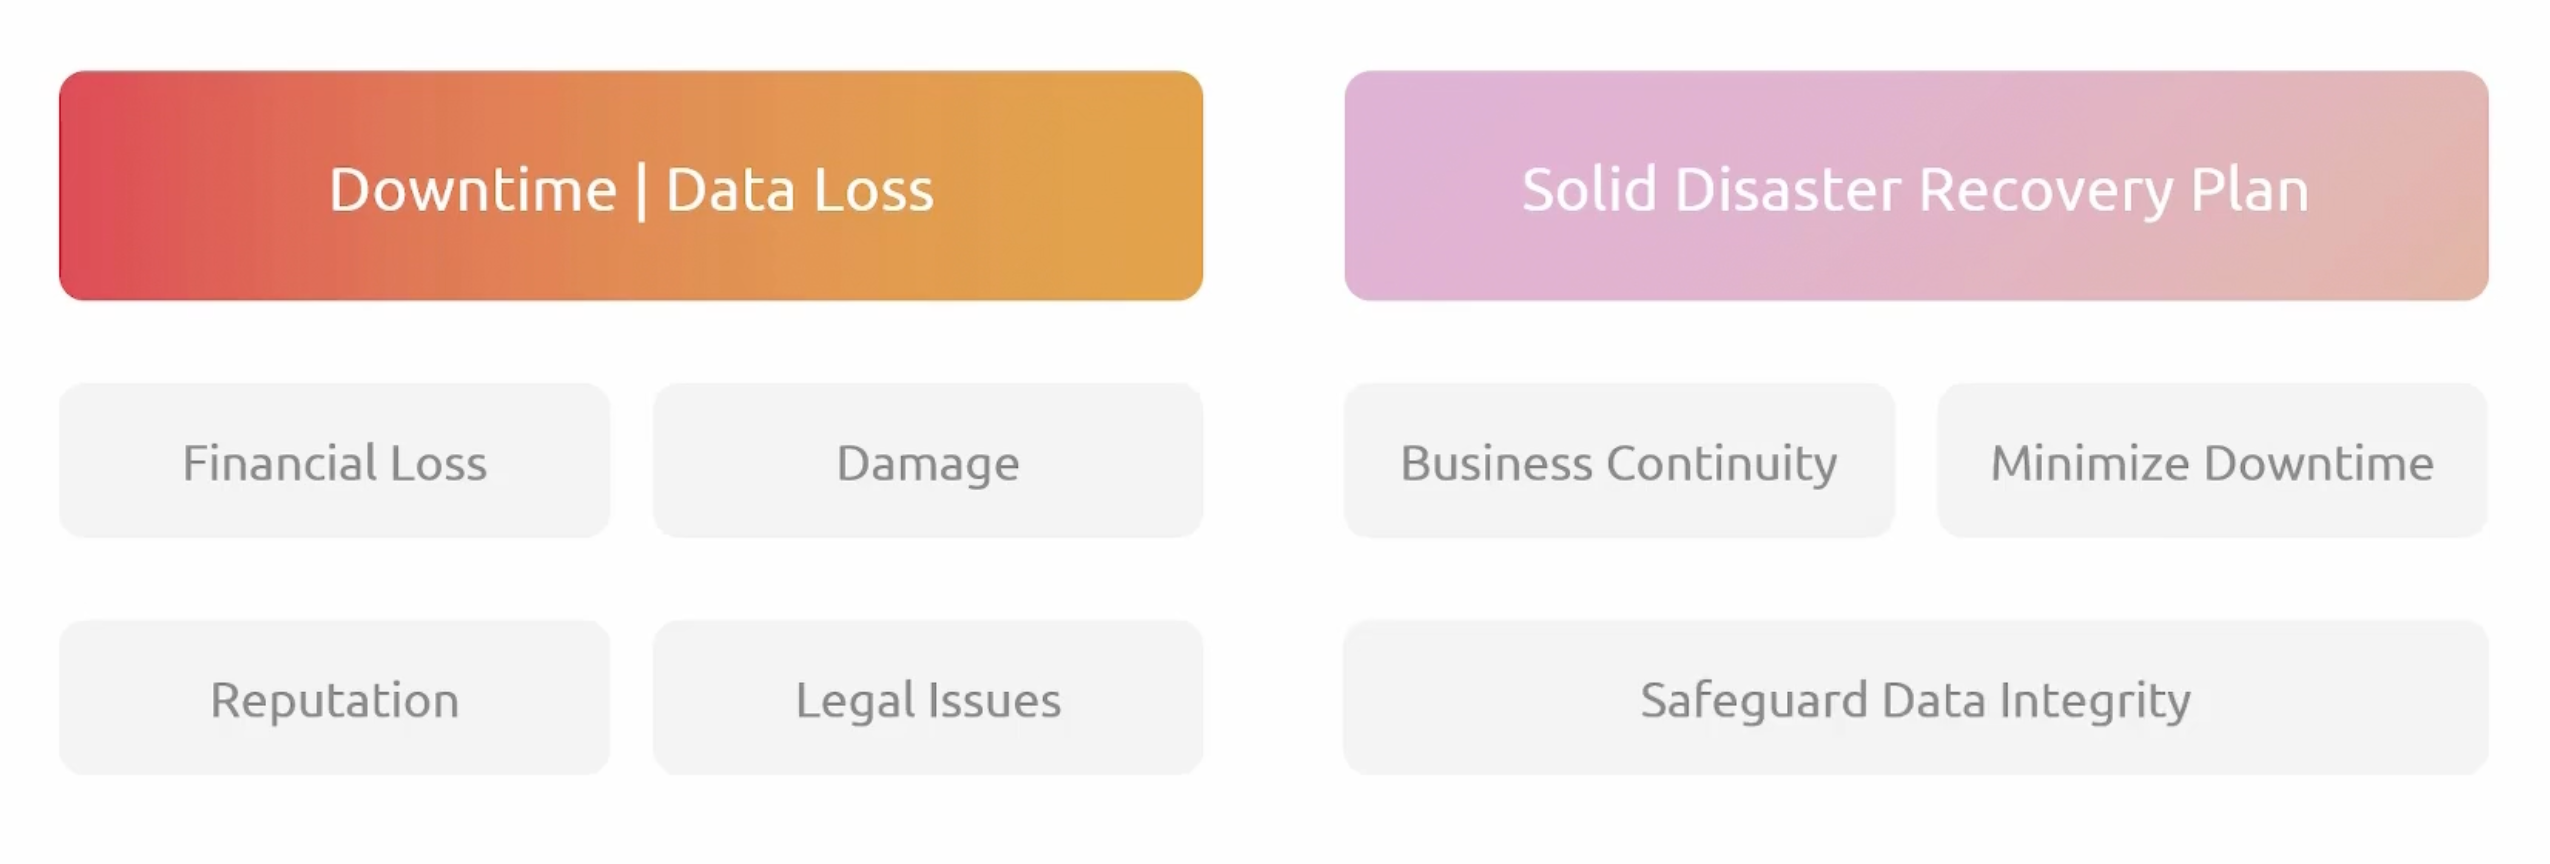 Downtime | Data Loss
Financial Loss
Damage
Reputation
Legal Issues
Solid Disaster Recovery Plan
Business Continuity
Minimize Downtime
Safeguard Data Integrity